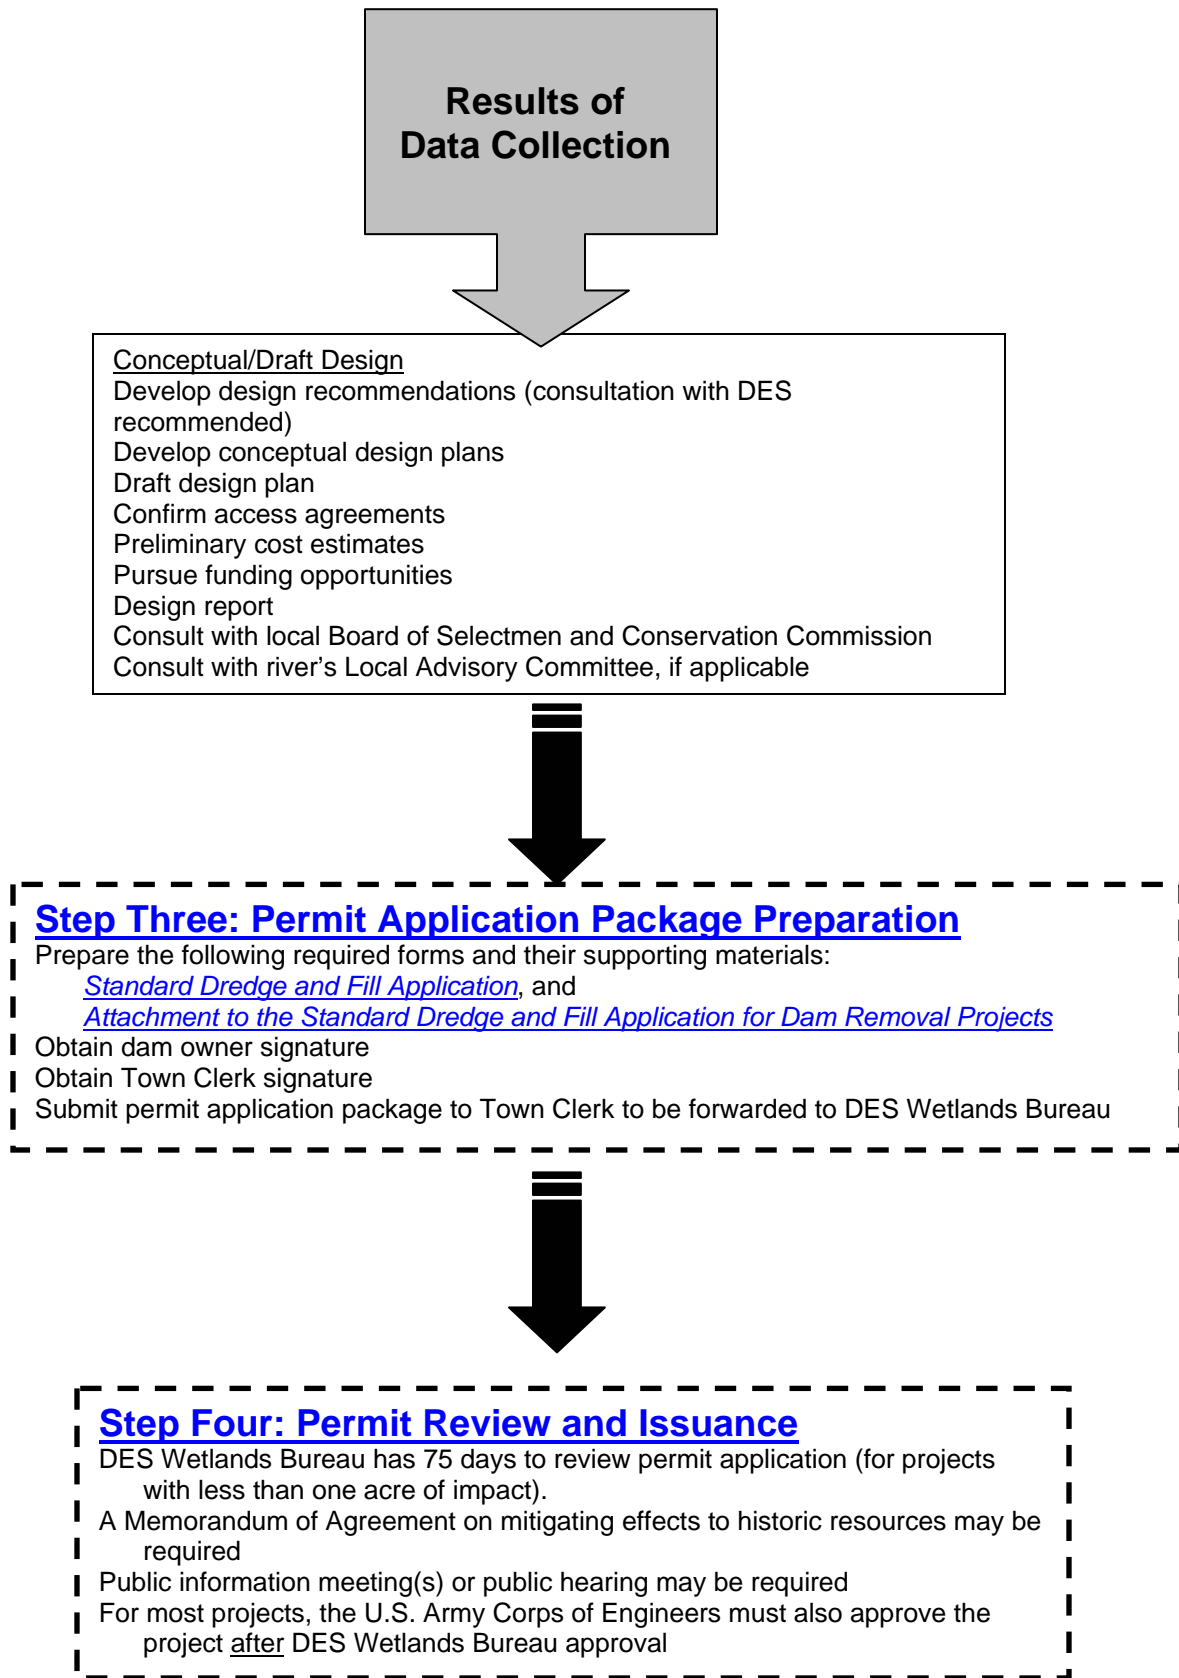 Results of
Data Collection
Conceptual/Draft Design
Develop design recommendations (consultation with DES
recommended)
Develop conceptual design plans
Draft design plan
Confirm access agreements
Preliminary cost estimates
Pursue funding opportunities
Design report
Consult with local Board of Selectmen and Conservation Commission
Consult with river's Local Advisory Committee, if applicable
Step Three: Permit Application Package Preparation
Prepare the following required forms and their supporting materials:
Standard Dredge and Fill Application, and
Attachment to the Standard Dredge and Fill Application for Dam Removal Projects
Obtain dam owner signature
Obtain Town Clerk signature
Submit permit application package to Town Clerk to be forwarded to DES Wetlands Bureau
Step Four: Permit Review and Issuance
DES Wetlands Bureau has 75 days to review permit application (for projects
with less than one acre of impact).
A Memorandum of Agreement on mitigating effects to historic resources may be
required
Public information meeting(s) or public hearing may be required
For most projects, the U.S. Army Corps of Engineers must also approve the
project after DES Wetlands Bureau approval